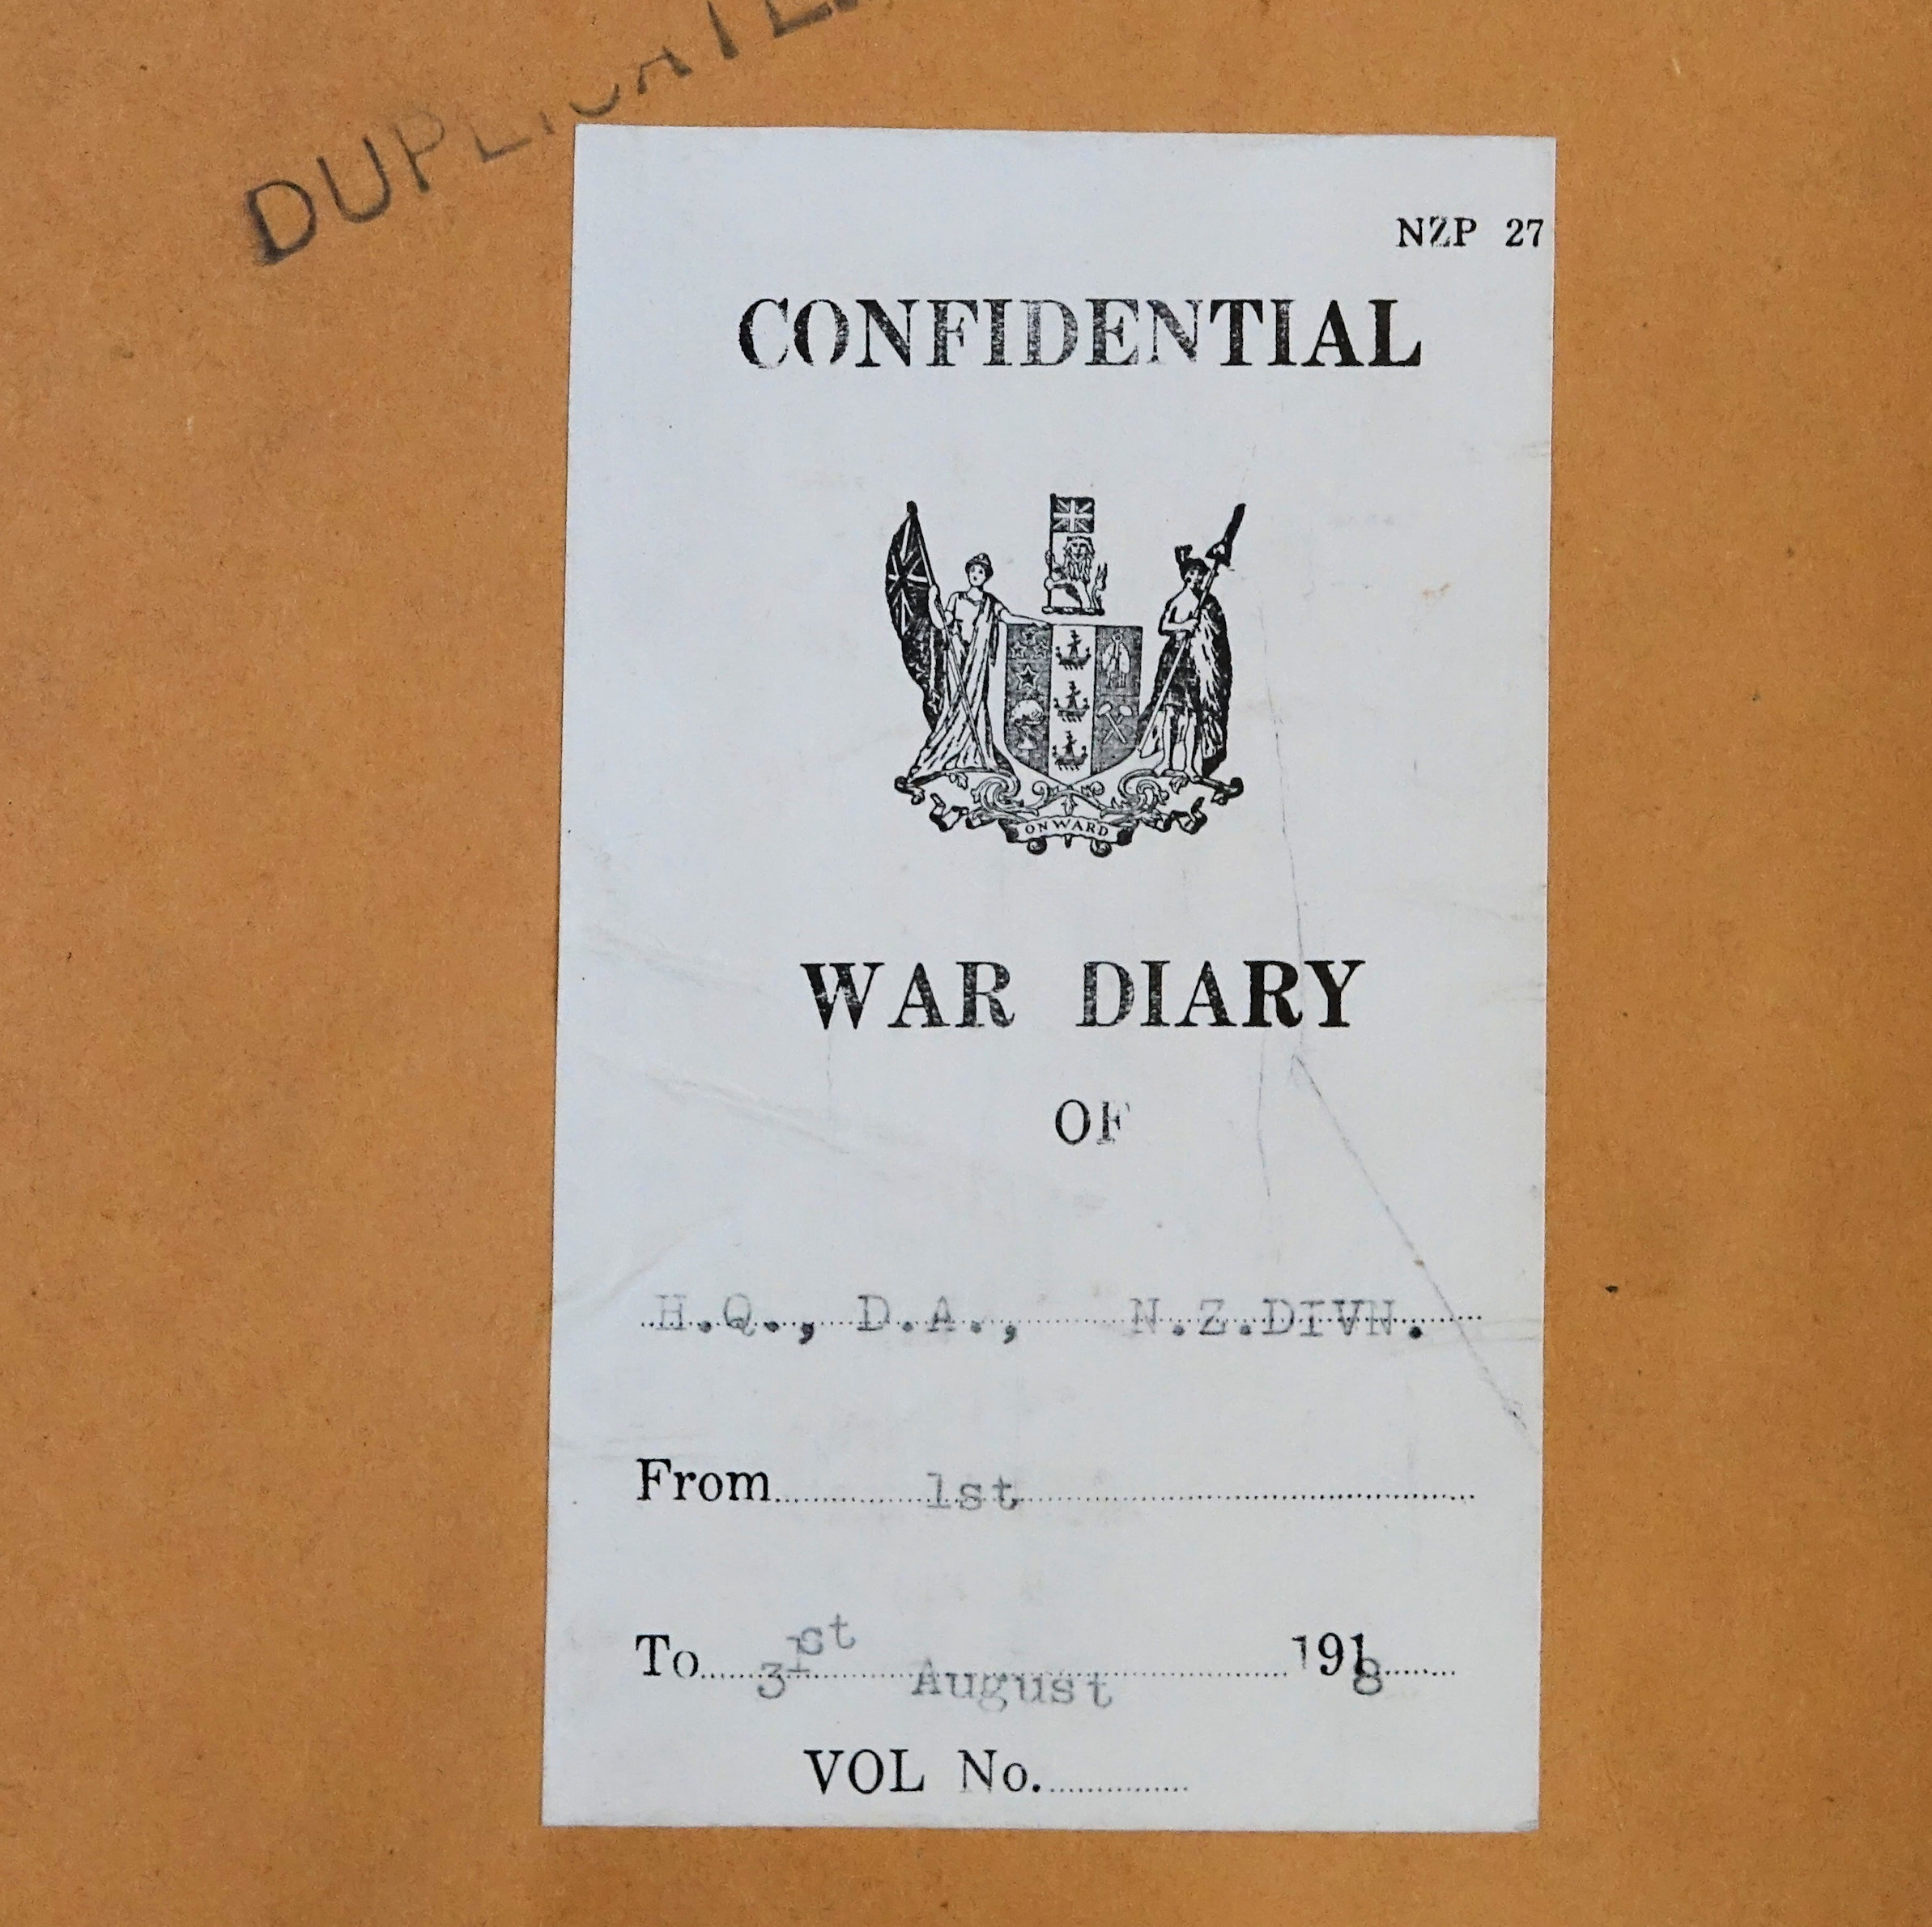 DUPLICATE.
NZP 27
CONFIDENTIAL
ONWARD
WAR DIARY
OF
H.Q., D.A., N.Z.DIVN.
From 1st
To 31st August 1918
VOL No.